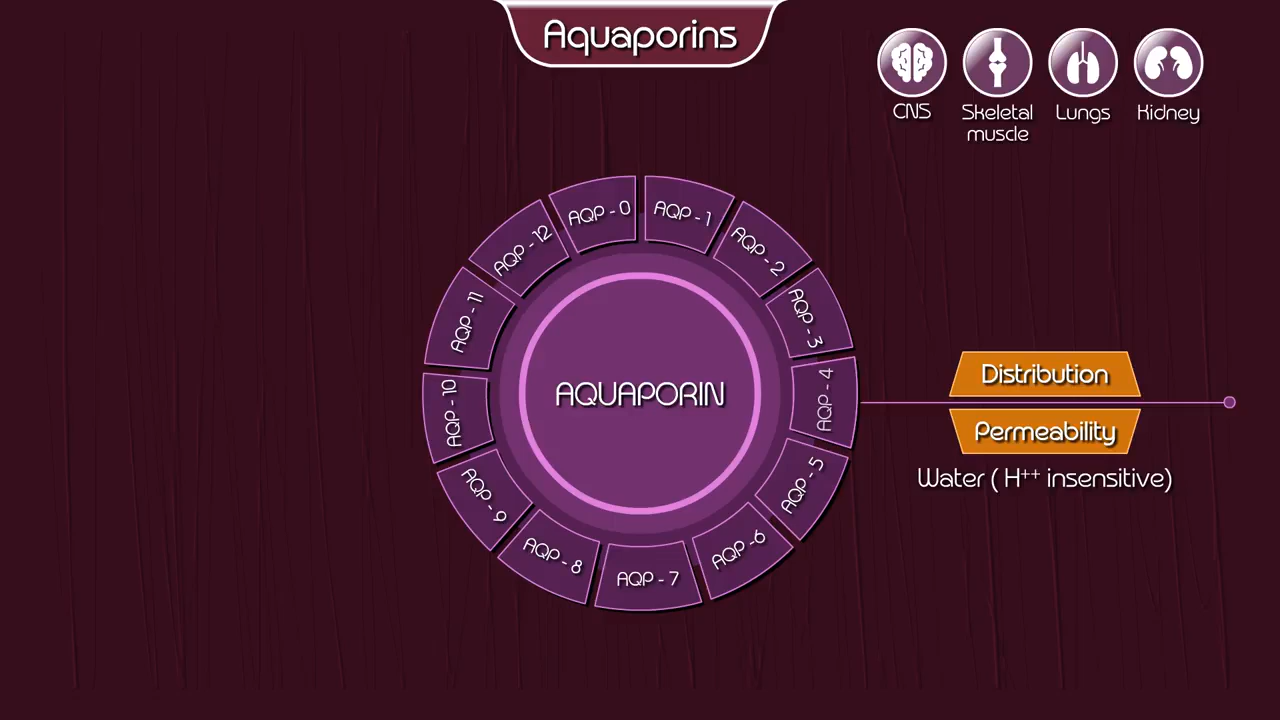 Aquaporins
CNS
Skeletal
muscle
Lungs
Kidney
AQP - 0
AQP - 1
AQP - 2
AQP - 3
AQP - 4
AQP - 5
AQP - 6
AQP - 7
AQP - 8
AQP - 9
AQP - 10
AQP - 11
AQP - 12
AQUAPORIN
Distribution
Permeability
Water ( H⁺⁺ insensitive)